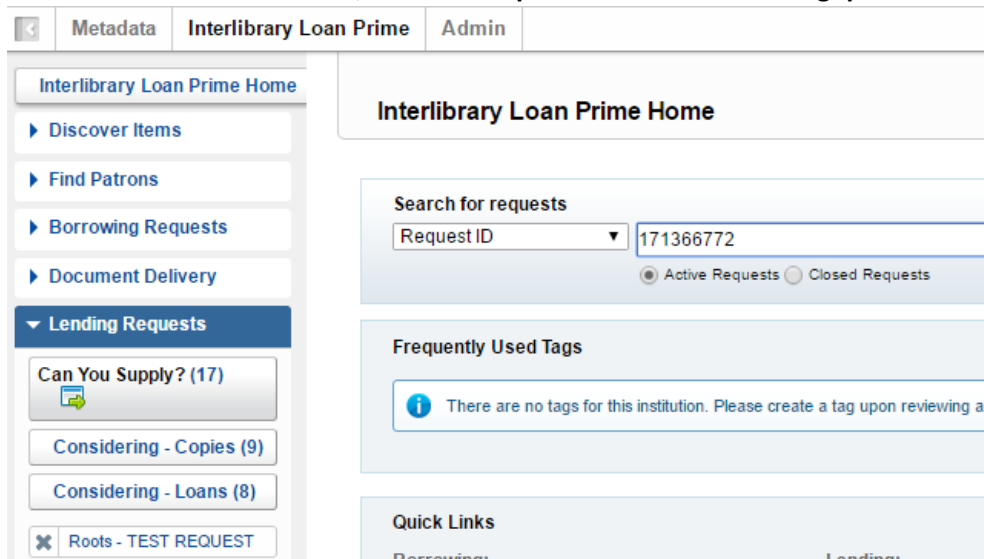 Metadata Interlibrary Loan Prime Admin
Interlibrary Loan Prime Home
Discover Items
Find Patrons
Borrowing Requests
Document Delivery
Lending Requests
Can You Supply? (17)
Considering - Copies (9)
Considering - Loans (8)
Roots - TEST REQUEST
Interlibrary Loan Prime Home
Search for requests
Request ID 171366772
Active Requests Closed Requests
Frequently Used Tags
There are no tags for this institution. Please create a tag upon reviewing a
Quick Links
Borrowing: Lending: